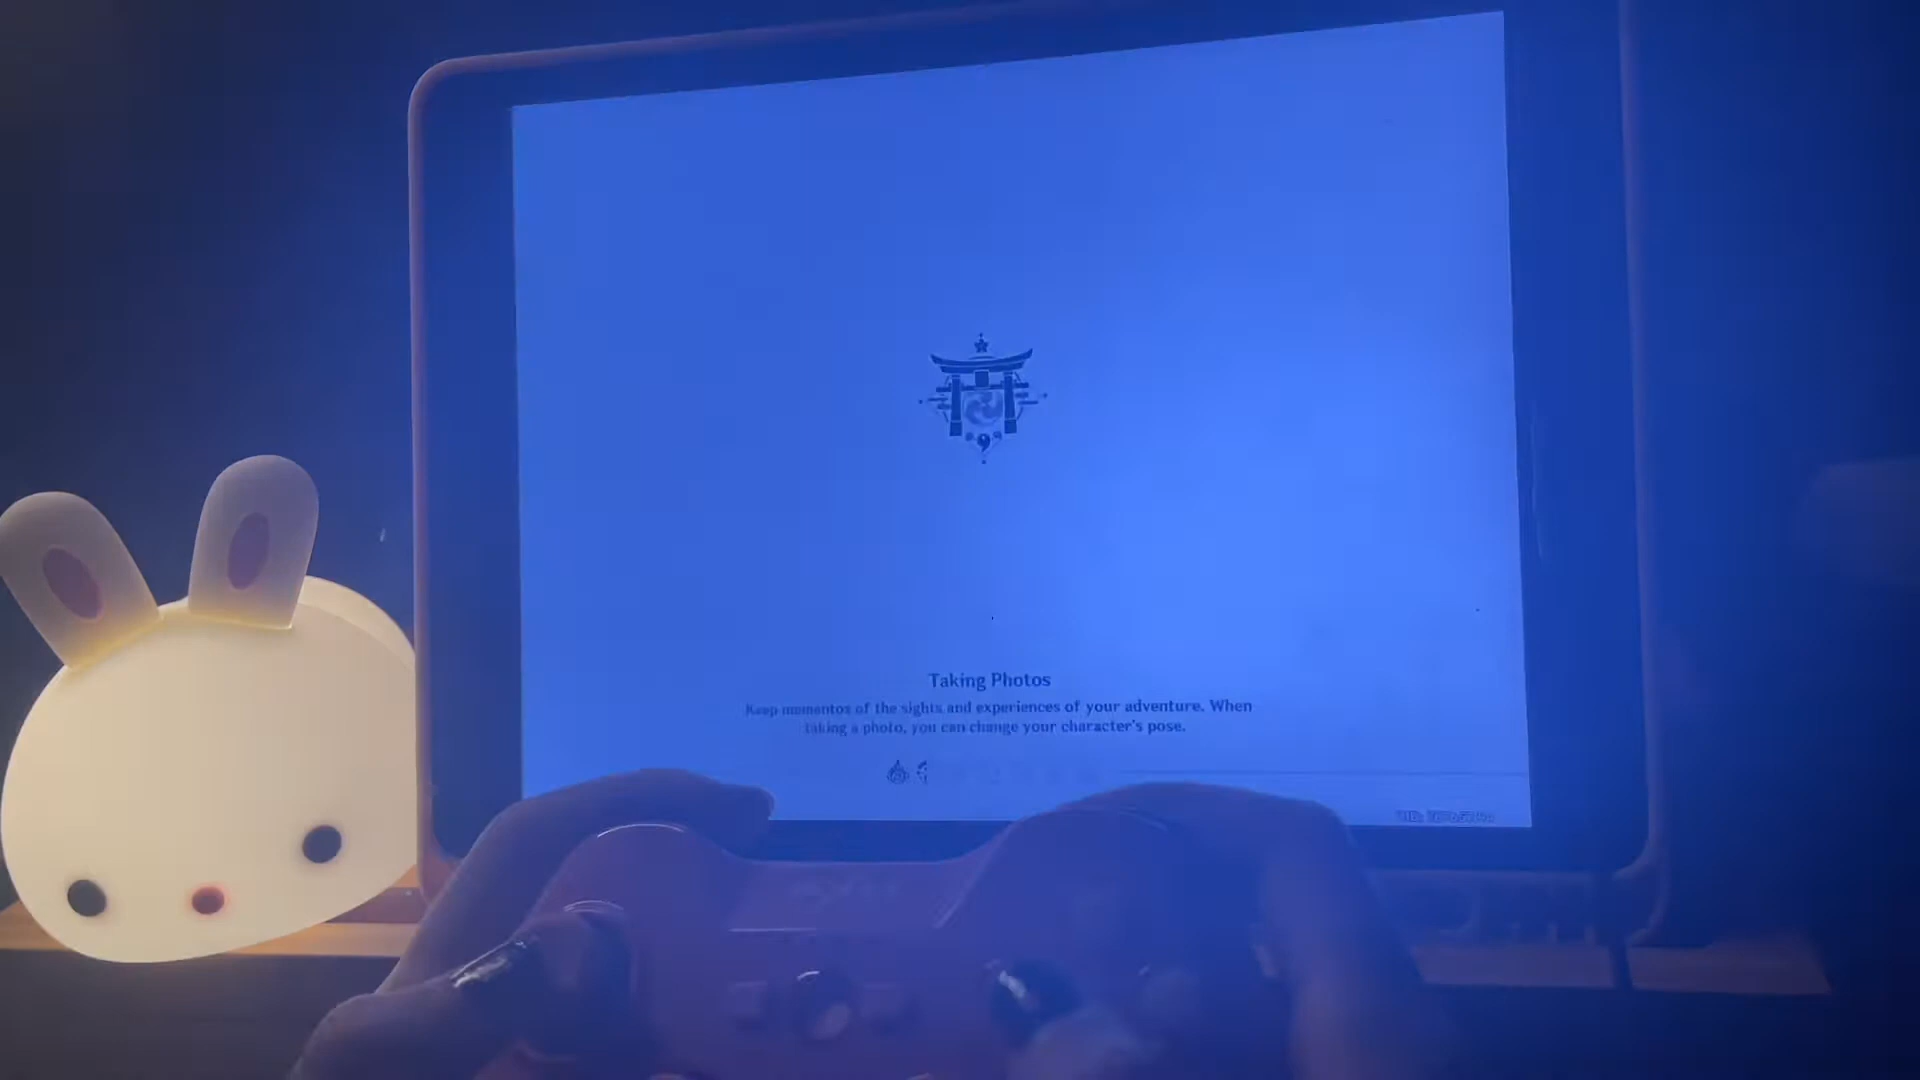 Taking Photos
Keep mementos of the sights and experiences of your adventure. When
taking a photo, you can change your character's pose.